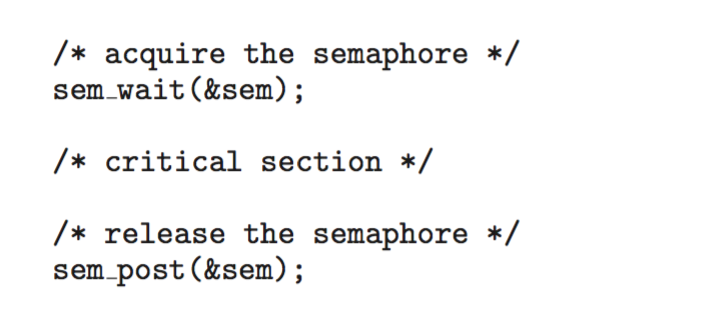 /* acquire the semaphore */
sem_wait(&sem);
/* critical section */
/* release the semaphore */
sem_post(&sem);